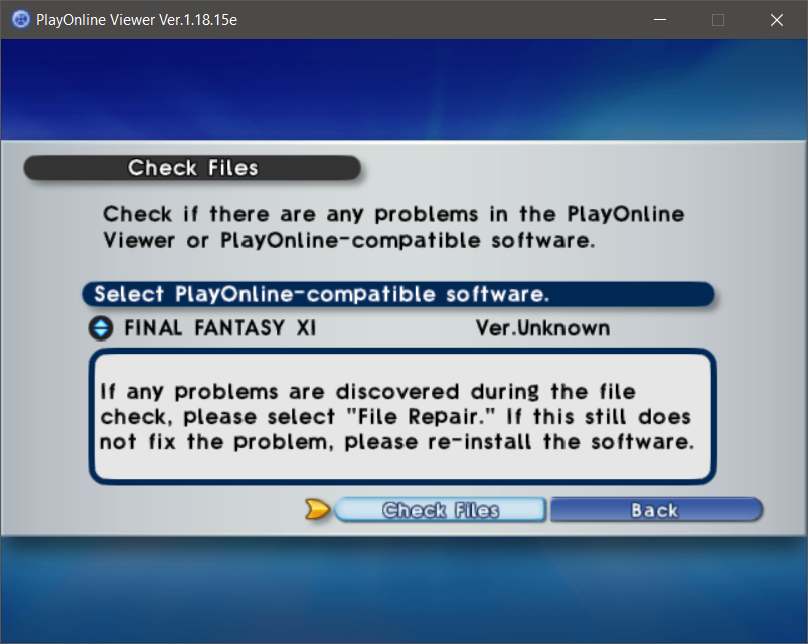 PlayOnline Viewer Ver.1.18.15e
Check Files
Check if there are any problems in the PlayOnline
Viewer or PlayOnline-compatible software.
Select PlayOnline-compatible software.
FINAL FANTASY XI Ver.Unknown
If any problems are discovered during the file
check, please select "File Repair." If this still does
not fix the problem, please re-install the software.
Check Files Back